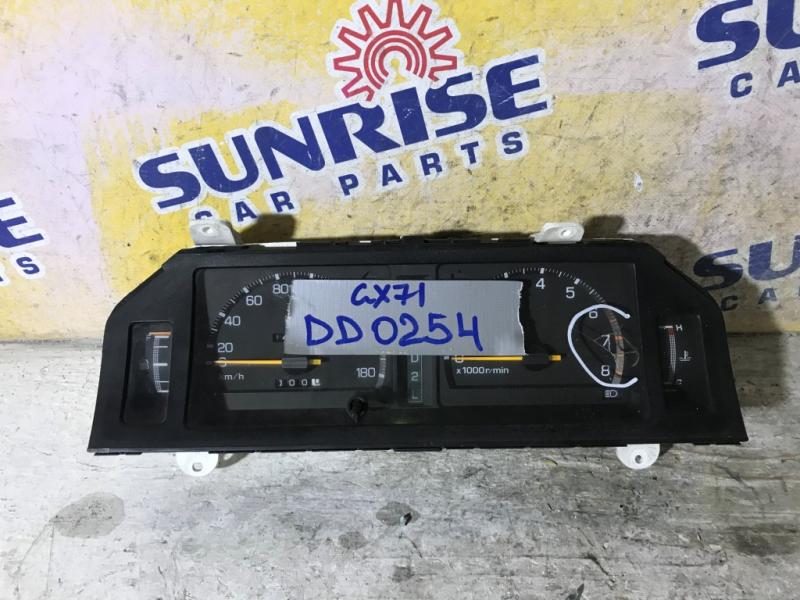 SUNRISE
CAR PARTS
GX71
DD0254
20
40
60
80
180
km/h
4
5
6
7
8
x1000r/min
D
2
L
H